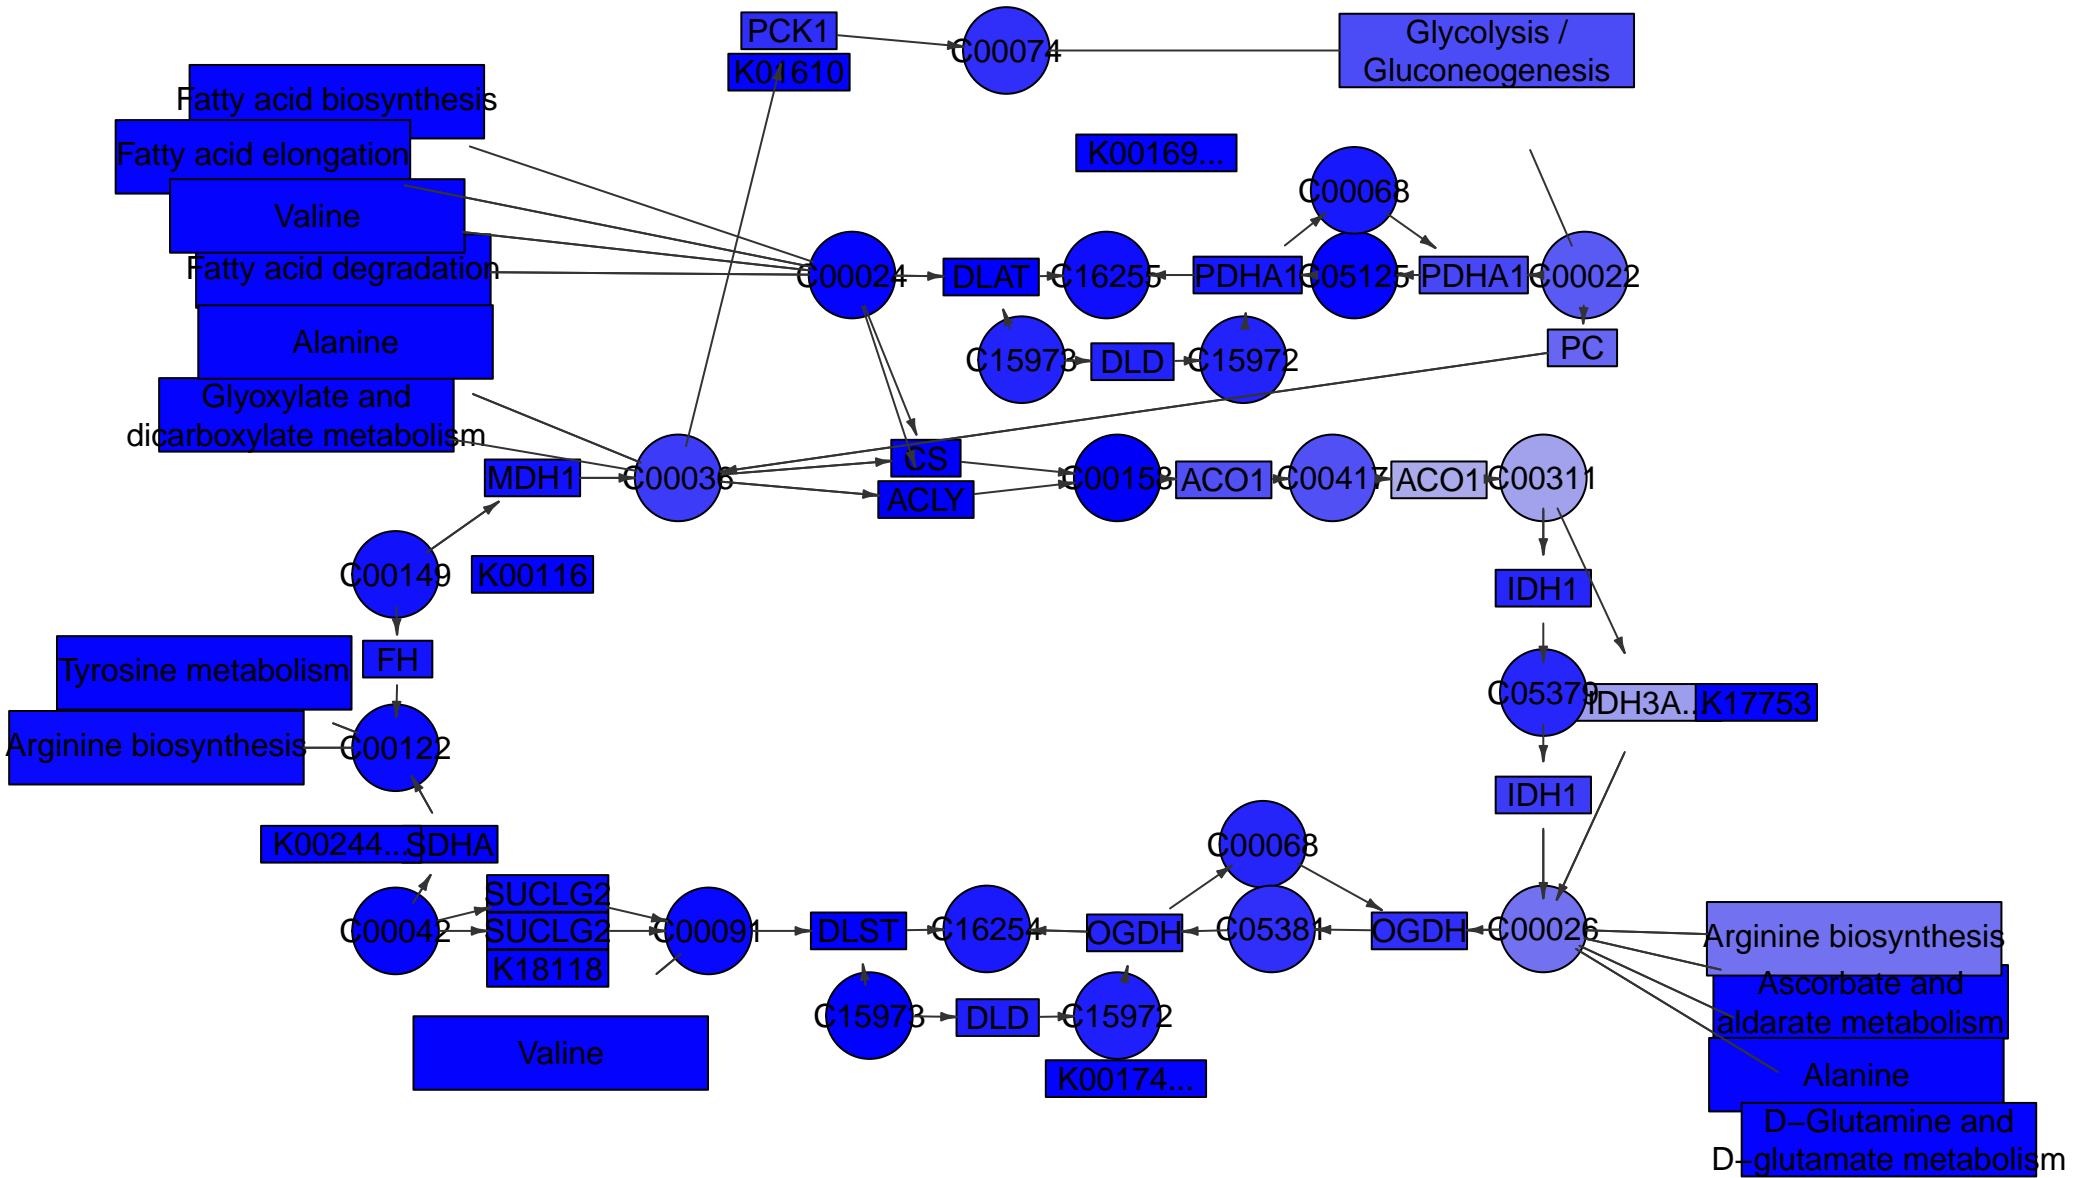 PCK1
K01610
C00074
Glycolysis /
Gluconeogenesis
Fatty acid biosynthesis
Fatty acid elongation
Valine
Fatty acid degradation
Alanine
Glyoxylate and
dicarboxylate metabolism
K00169...
C00068
C00024
DLAT
C16255
PDHA1
C05125
PDHA1
C00022
C15973
DLD
C15972
PC
MDH1
C00036
CS
ACLY
C00158
ACO1
C00417
ACO1
C00311
C00149
K00116
IDH1
FH
Tyrosine metabolism
Arginine biosynthesis
C00122
C05379
IDH3A...
K17753
IDH1
K00244...
SDHA
C00068
C00042
SUCLG2
SUCLG2
K18118
C00091
DLST
C16254
OGDH
C05381
OGDH
C00026
Arginine biosynthesis
Ascorbate and
aldarate metabolism
Alanine
D−Glutamine and
D−glutamate metabolism
C15973
DLD
C15972
K00174...
Valine